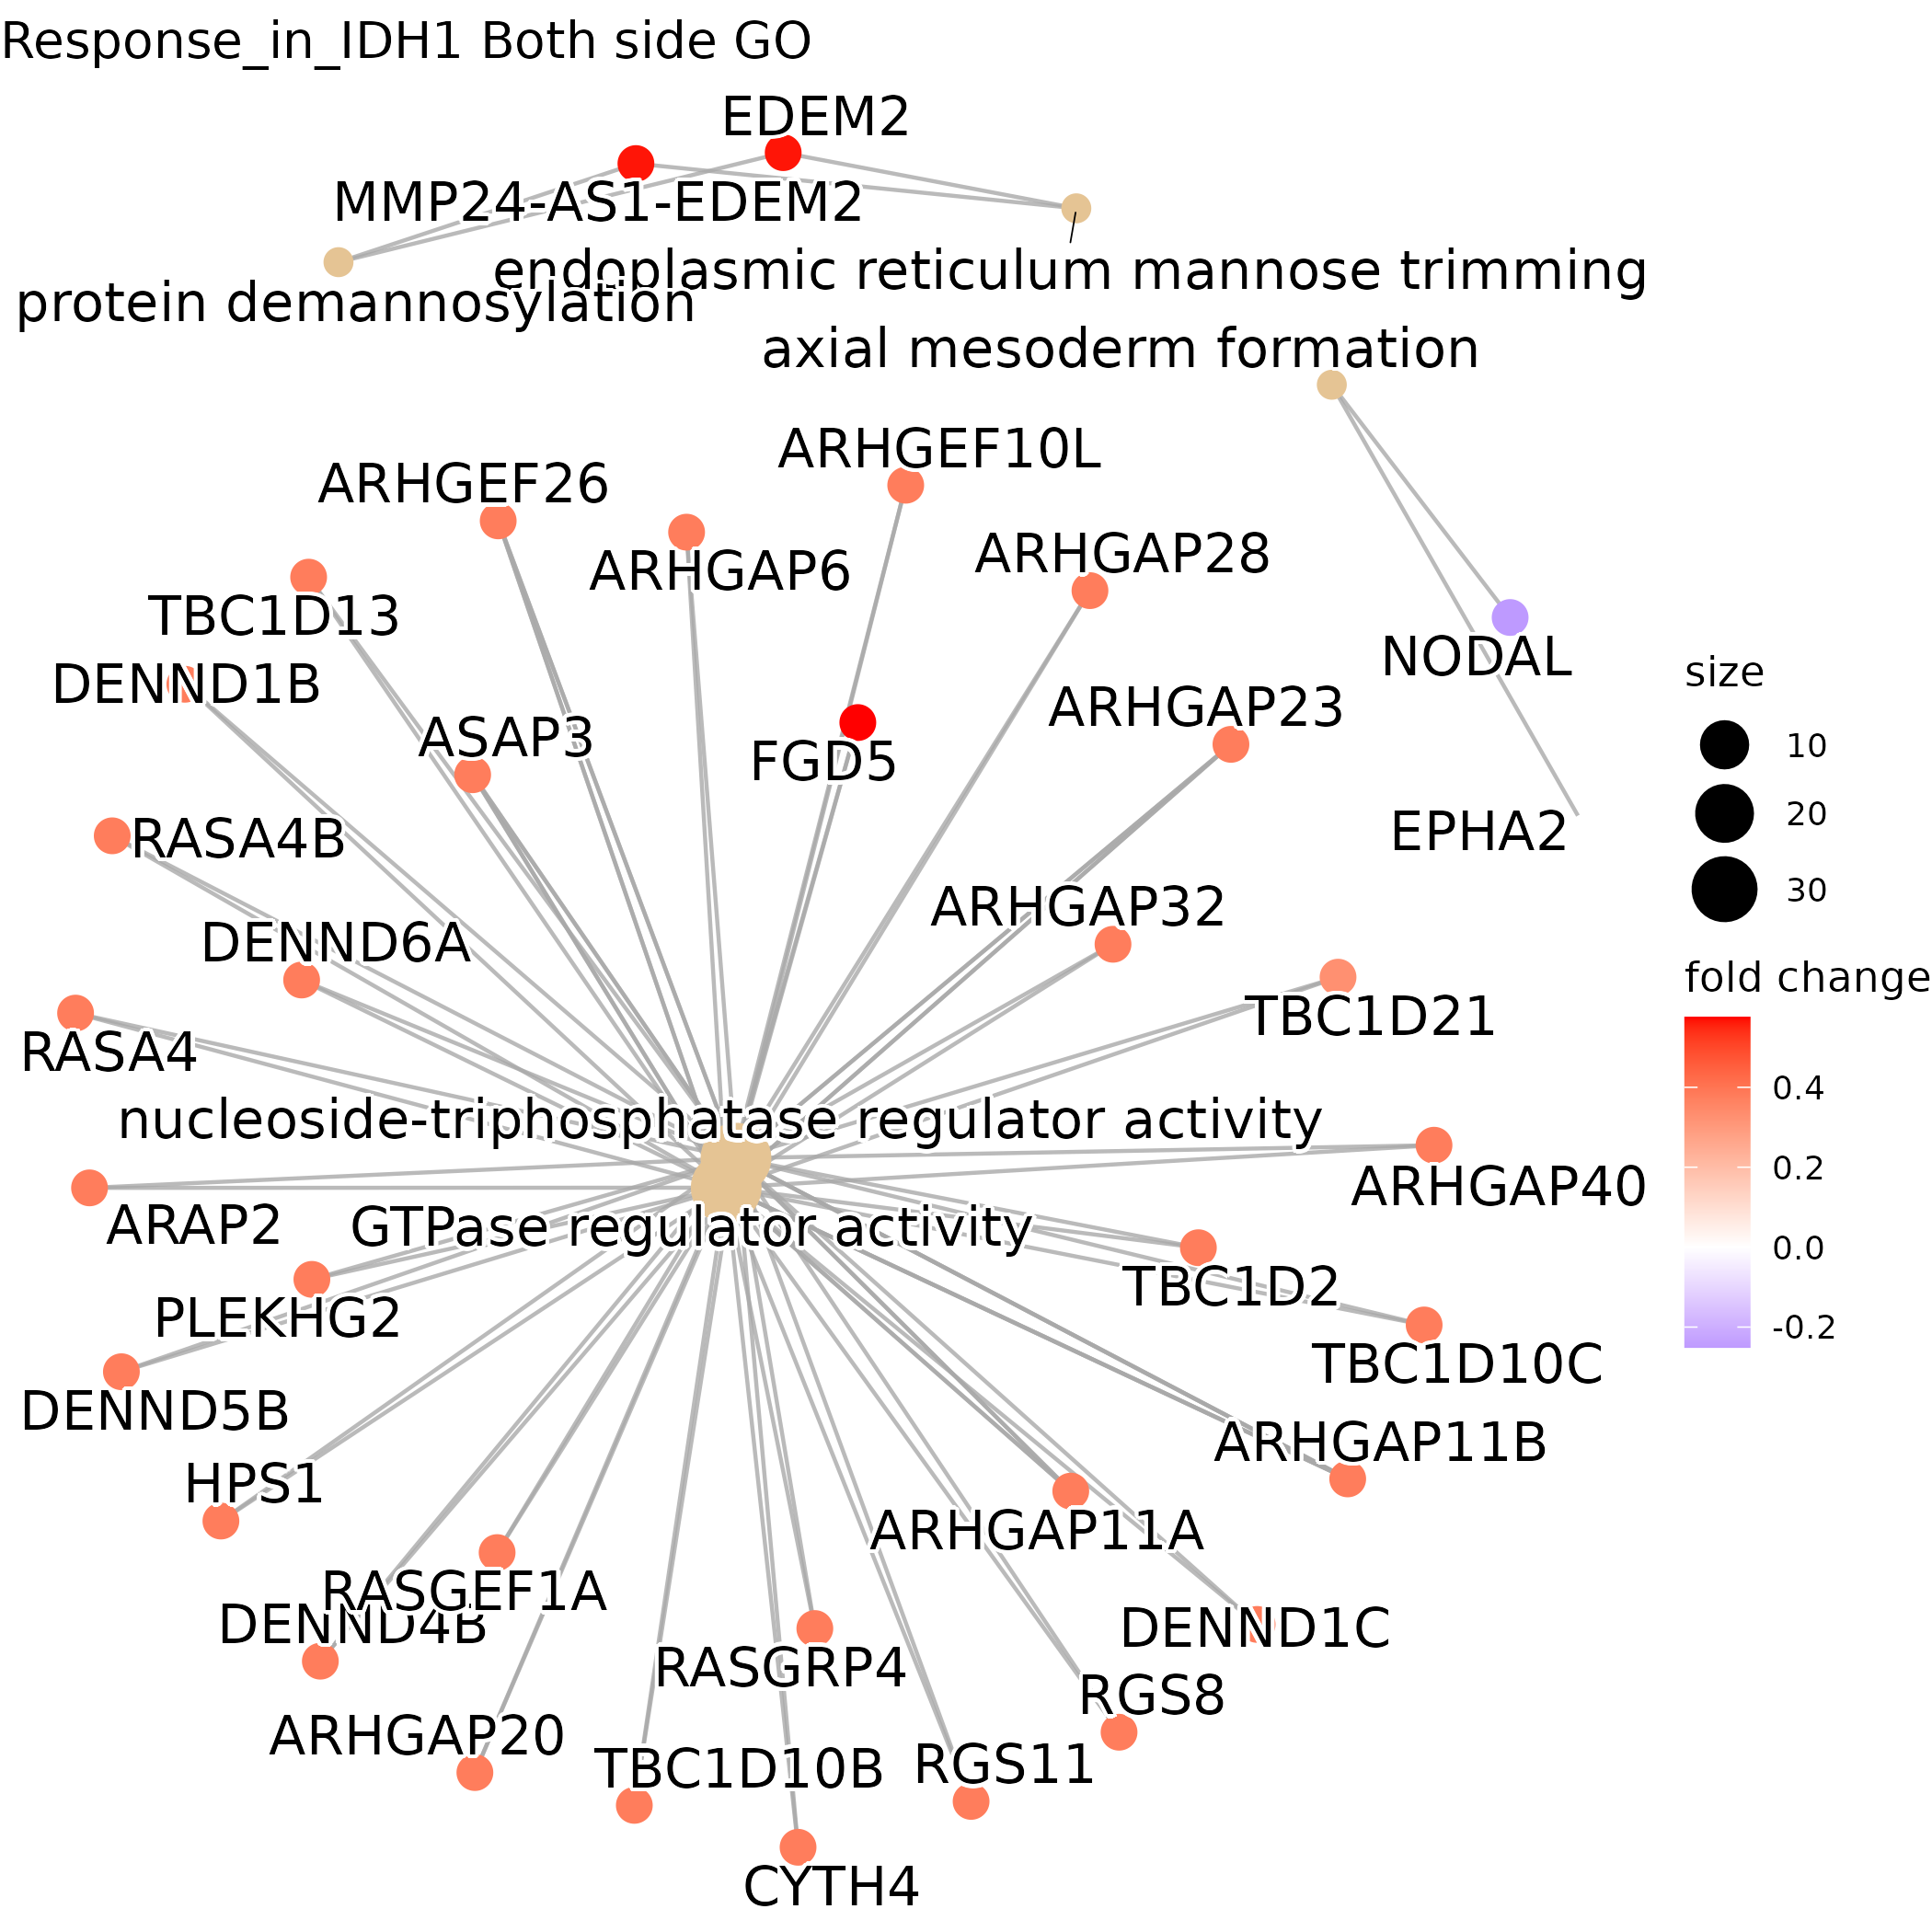 Response_in_IDH1 Both side GO
EDEM2
MMP24-AS1-EDEM2
endoplasmic reticulum mannose trimming
protein demannosylation
axial mesoderm formation
ARHGEF10L
ARHGEF26
ARHGAP28
ARHGAP6
TBC1D13
NODAL
size
DENND1B
ARHGAP23
ASAP3
FGD5
10
20
EPHA2
RASA4B
30
ARHGAP32
DENND6A
fold change
TBC1D21
RASA4
0.4
nucleoside-triphosphatase regulator activity
0.2
ARHGAP40
ARAP2
GTPase regulator activity
0.0
TBC1D2
PLEKHG2
-0.2
TBC1D10C
DENND5B
ARHGAP11B
HPS1
ARHGAP11A
RASGEF1A
DENND4B
DENND1C
RASGRP4
RGS8
ARHGAP20
RGS11
TBC1D10B
CYTH4